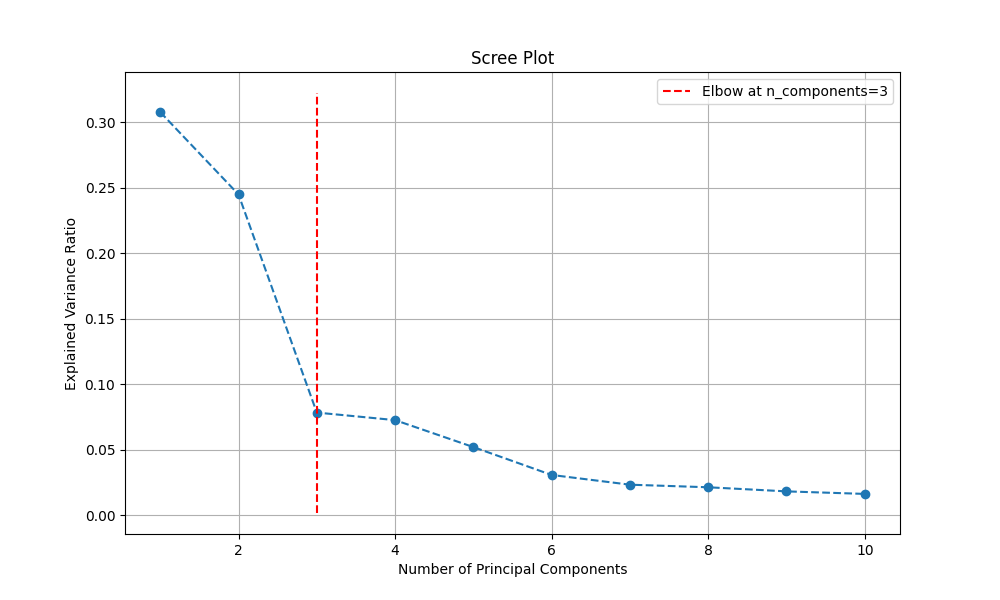 Scree Plot
Elbow at n_components=3
Explained Variance Ratio
0.30
0.25
0.20
0.15
0.10
0.05
0.00
2 4 6 8 10
Number of Principal Components